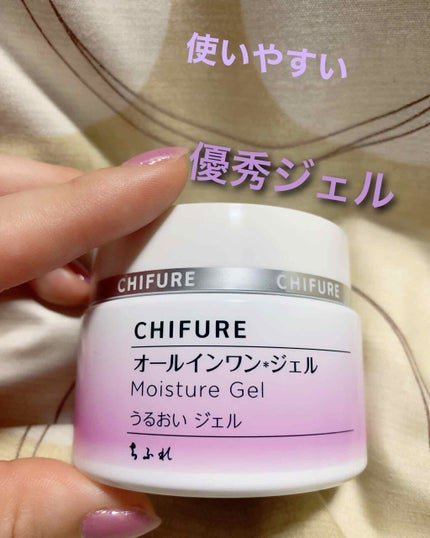 使いやすい
優秀ジェル
CHIFURE CHIFURE
CHIFURE
オールインワン*ジェル
Moisture Gel
うるおい ジェル
ちふれ